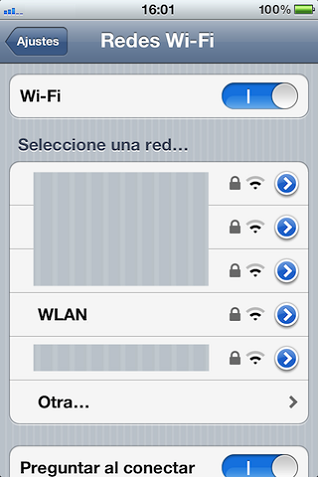 16:01
100%
Ajustes
Redes Wi-Fi
Wi-Fi
Seleccione una red...
WLAN
Otra...
Preguntar al conectar